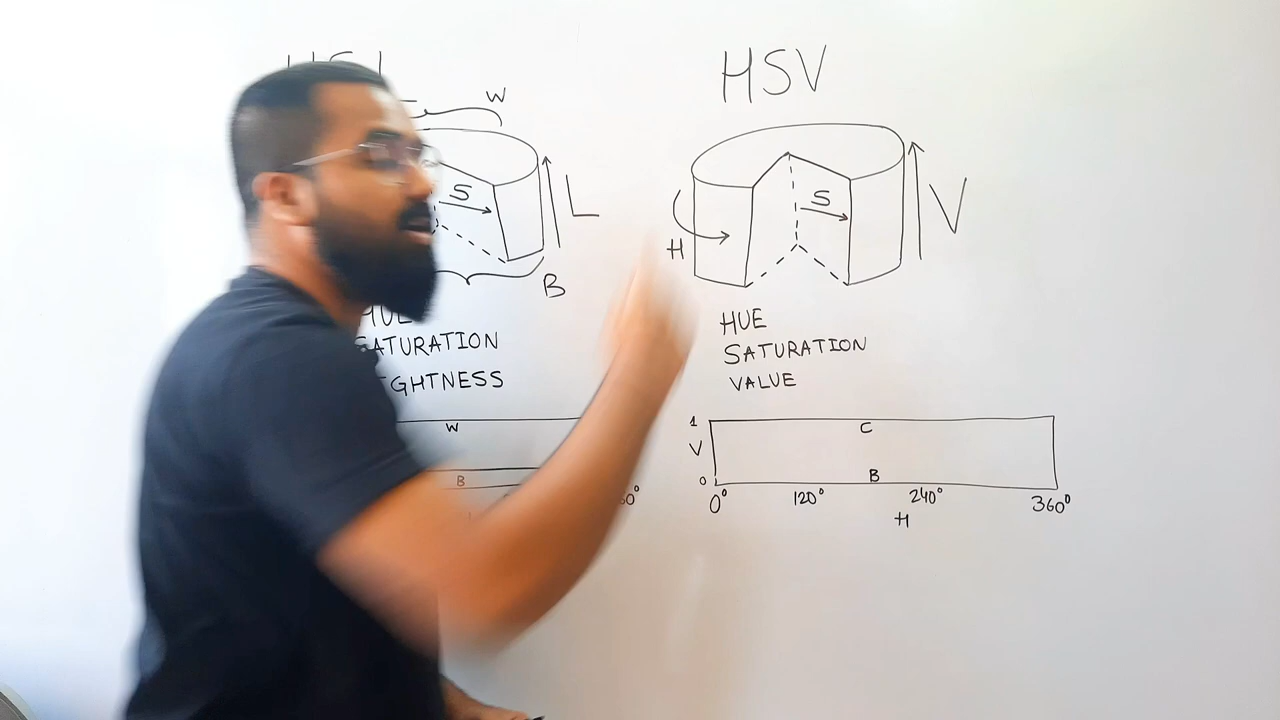 HSV
W
S
L
B
SATURATION
W
B
S
V
H
HUE
SATURATION
VALUE
1
C
V
0
B
0° 120° 240° 360°
H